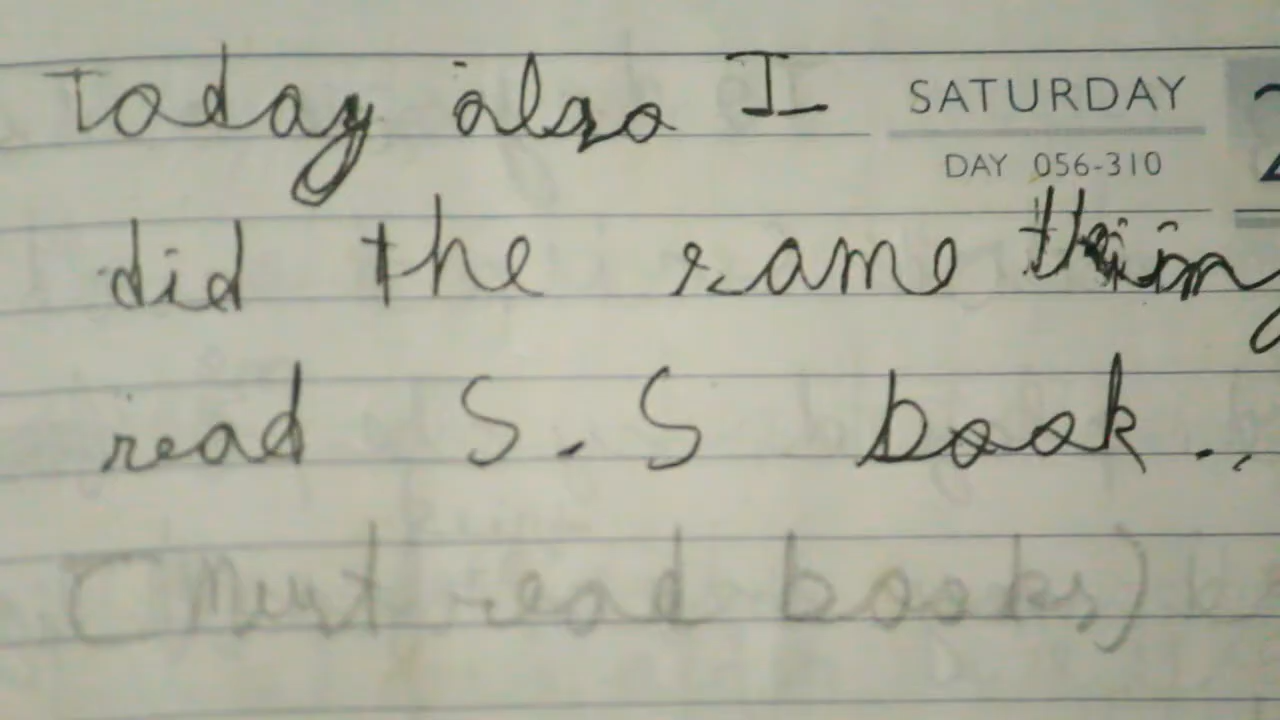 Today also I
SATURDAY
DAY 056-310
did the same thing
read S.S book..
(Must read books)